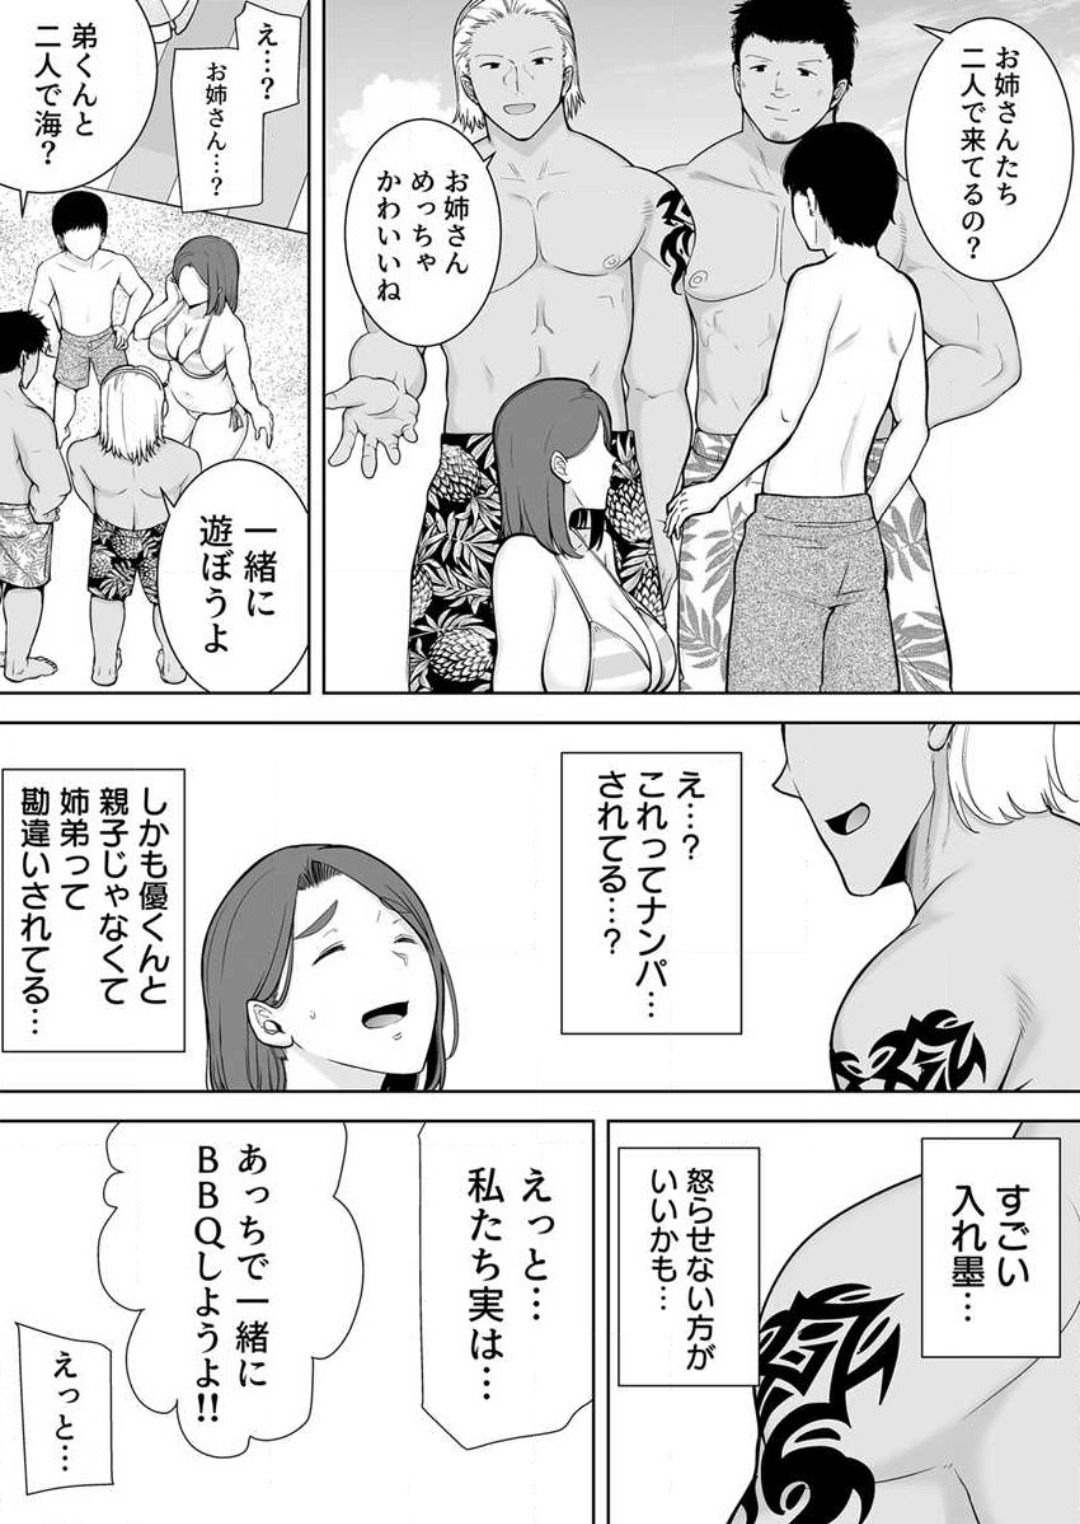 お姉さんたち
二人で来てるの?
お姉さん
めっちゃ
かわいいね
え…?
お姉さん…?
弟くんと
二人で海?
一緒に
遊ぼうよ
え…?
これってナンパ…
されてる…?
しかも優くんと
親子じゃなくて
姉弟って
勘違いされてる…
すごい
入れ墨…
怒らせない方が
いいかも…
えっと…
私たち実は…
あっちで一緒に
BBQしようよ!!
えっと…